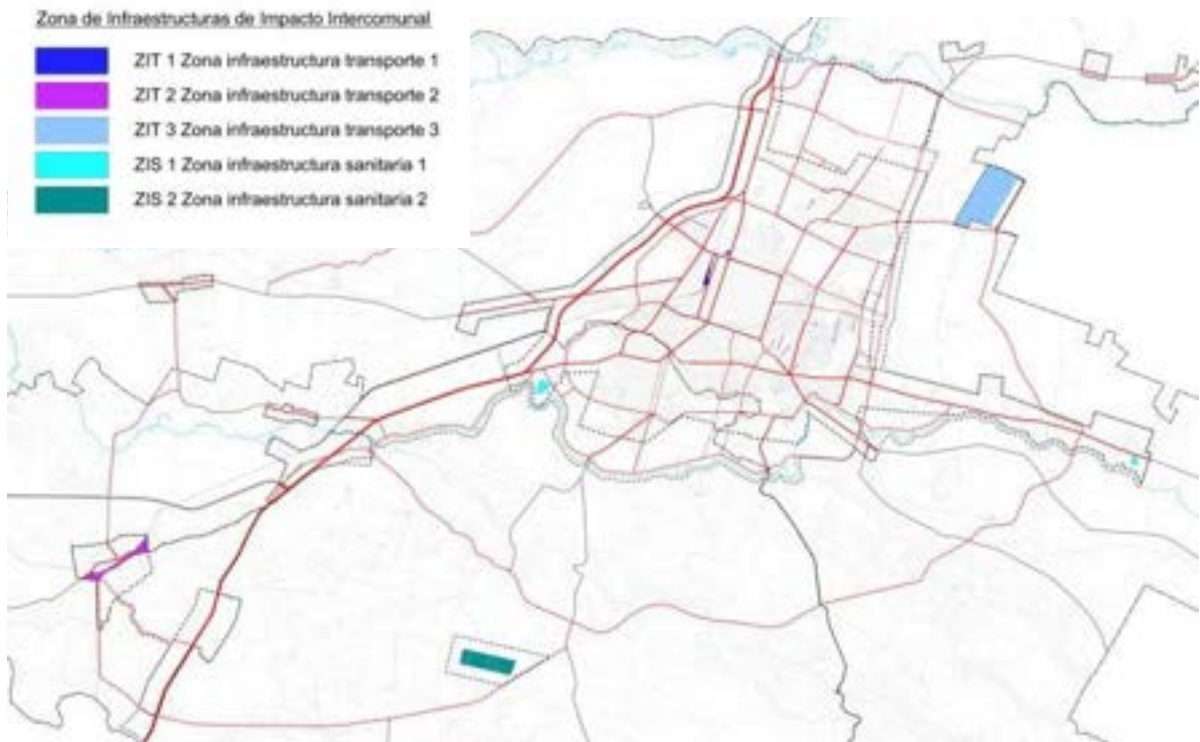 Zona de Infraestructuras de Impacto Intercomunal
ZIT 1 Zona infraestructura transporte 1
ZIT 2 Zona infraestructura transporte 2
ZIT 3 Zona infraestructura transporte 3
ZIS 1 Zona infraestructura sanitaria 1
ZIS 2 Zona infraestructura sanitaria 2